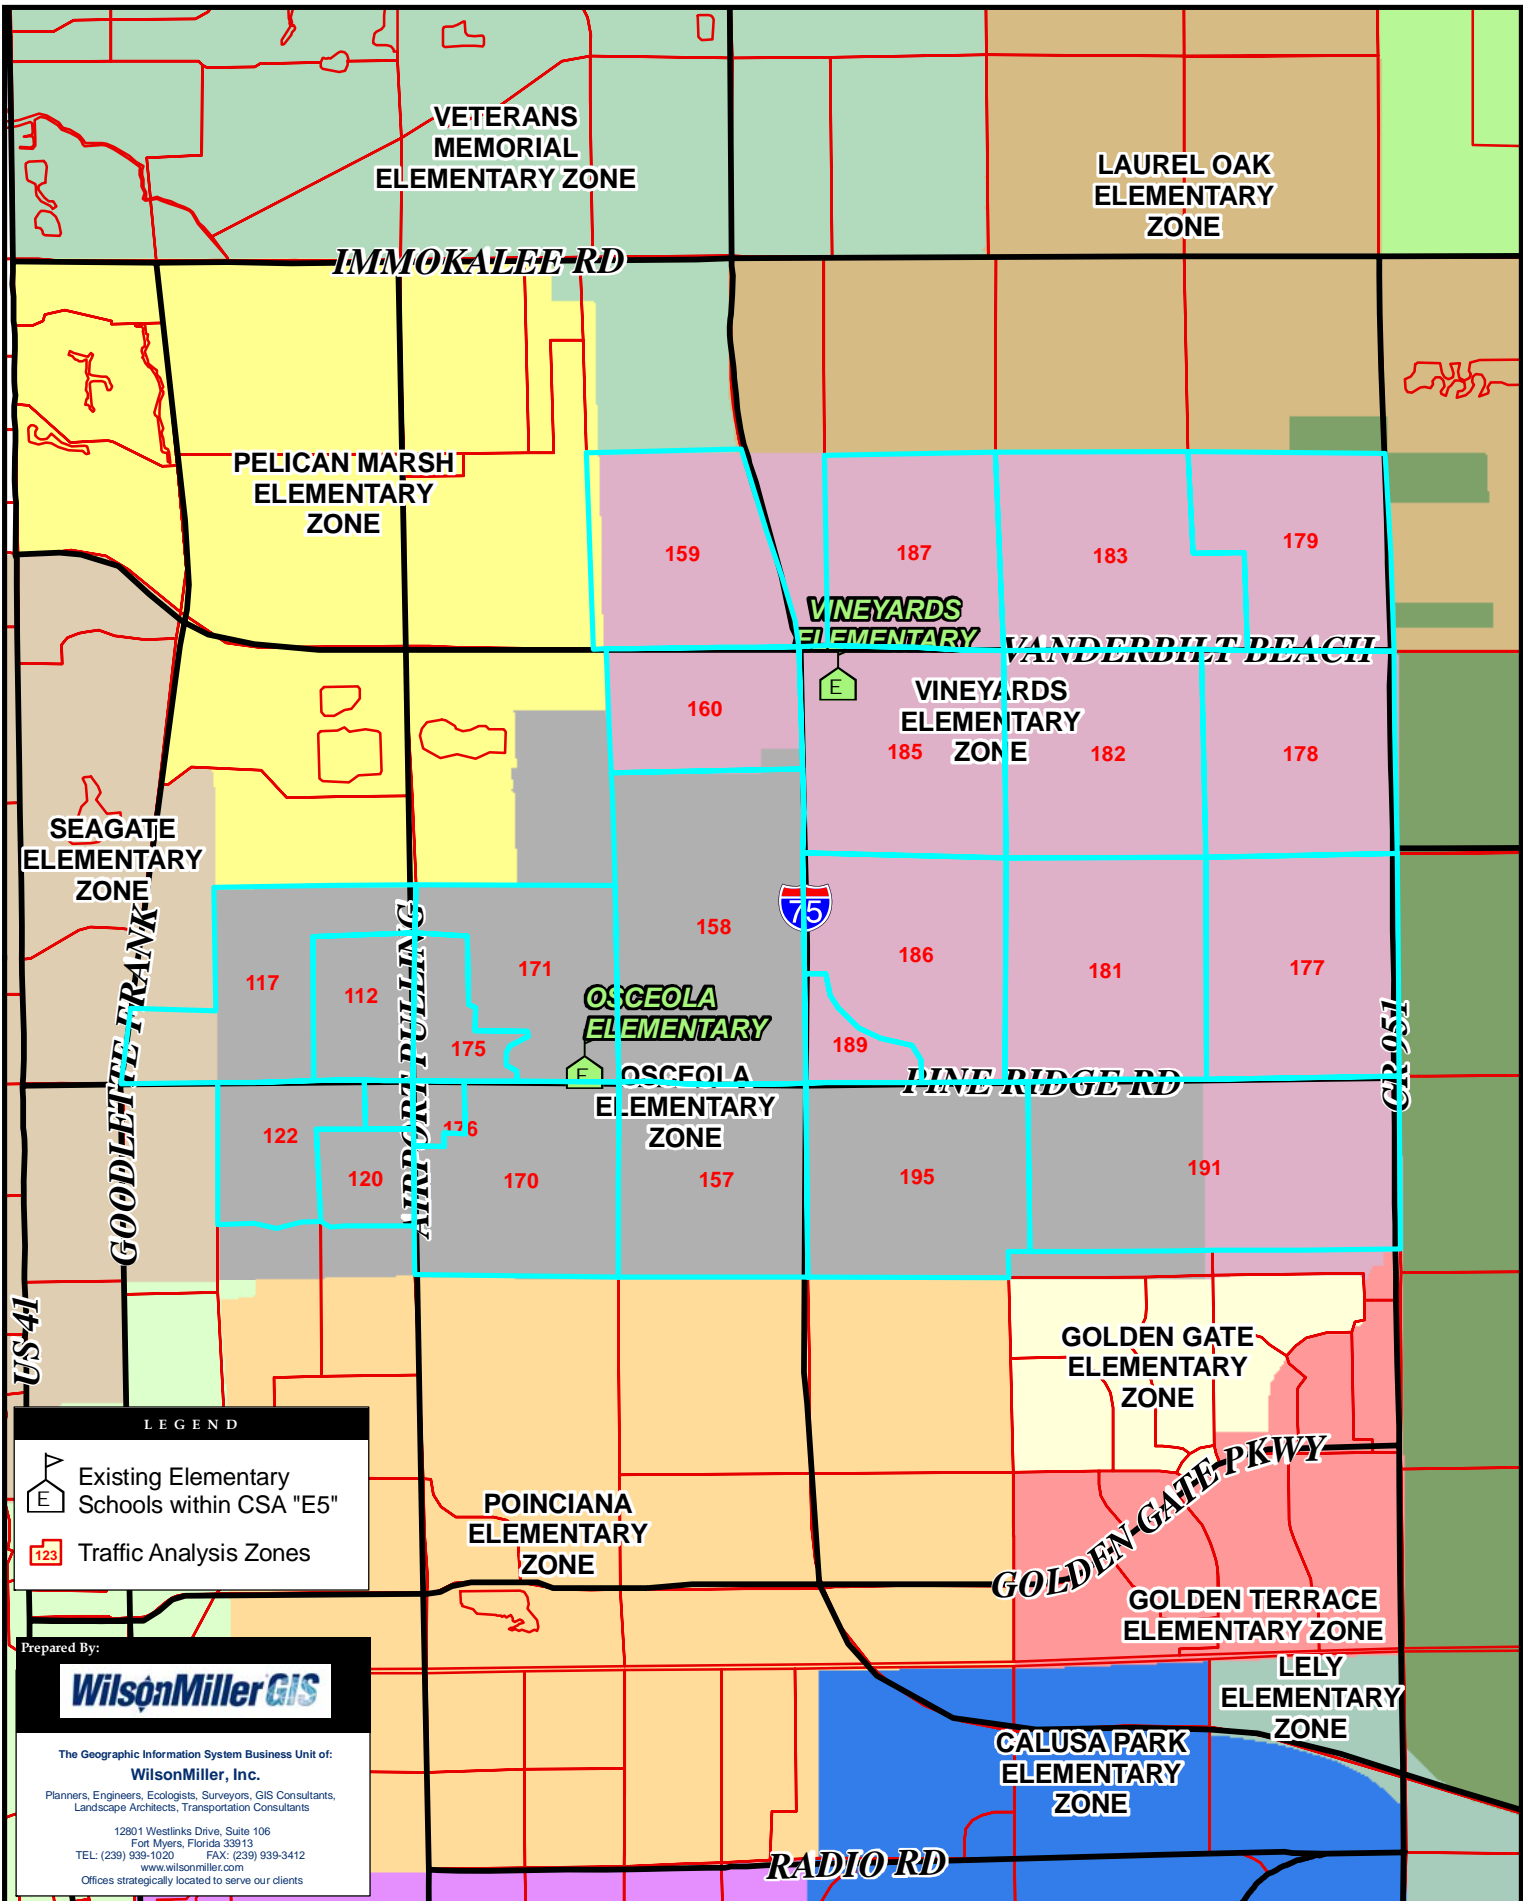 VETERANS
MEMORIAL
ELEMENTARY ZONE
LAUREL OAK
ELEMENTARY
ZONE
IMMOKALEE RD
PELICAN MARSH
ELEMENTARY
ZONE
159
187
183
179
VINEYARDS
ELEMENTARY
VANDERBILT BEACH
E
160
VINEYARDS
ELEMENTARY
ZONE
185
182
178
SEAGATE
ELEMENTARY
ZONE
GOODLETTE FRANK
AIRPORT PULLING
75
158
117
112
171
186
181
177
OSCEOLA
ELEMENTARY
175
189
CR 951
E
OSCEOLA
ELEMENTARY
ZONE
PINE RIDGE RD
122
176
120
170
157
195
191
US 41
GOLDEN GATE
ELEMENTARY
ZONE
GOLDEN GATE PKWY
LEGEND
E
Existing Elementary
Schools within CSA "E5"
123
Traffic Analysis Zones
POINCIANA
ELEMENTARY
ZONE
GOLDEN TERRACE
ELEMENTARY ZONE
LELY
ELEMENTARY
ZONE
CALUSA PARK
ELEMENTARY
ZONE
RADIO RD
Prepared By:
WilsonMiller GIS
The Geographic Information System Business Unit of:
WilsonMiller, Inc.
Planners, Engineers, Ecologists, Surveyors, GIS Consultants,
Landscape Architects, Transportation Consultants
12801 Westlinks Drive, Suite 106
Fort Myers, Florida 33913
TEL: (239) 939-1020 FAX: (239) 939-3412
www.wilsonmiller.com
Offices strategically located to serve our clients